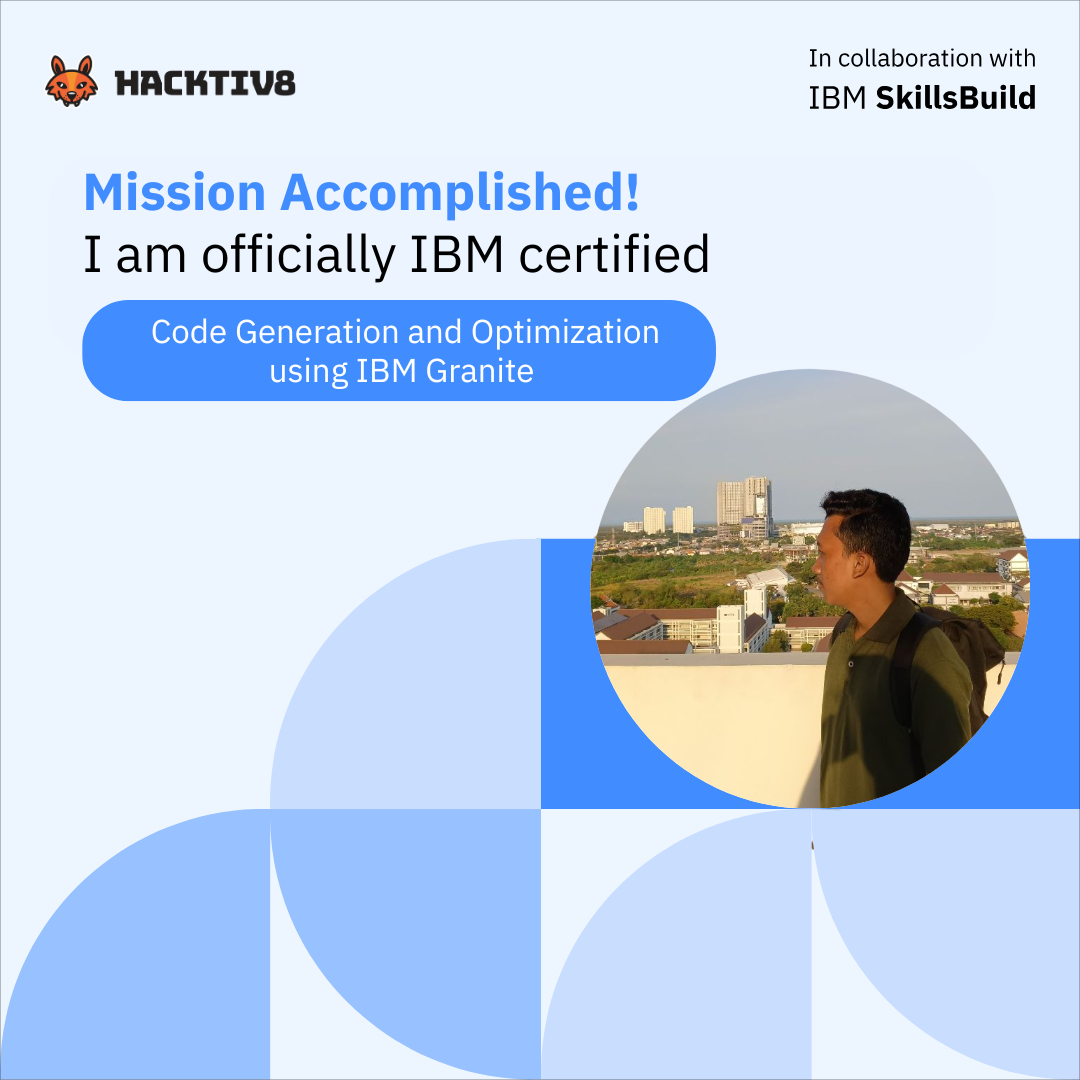 HACKTIV8
In collaboration with
IBM SkillsBuild
Mission Accomplished!
I am officially IBM certified
Code Generation and Optimization
using IBM Granite